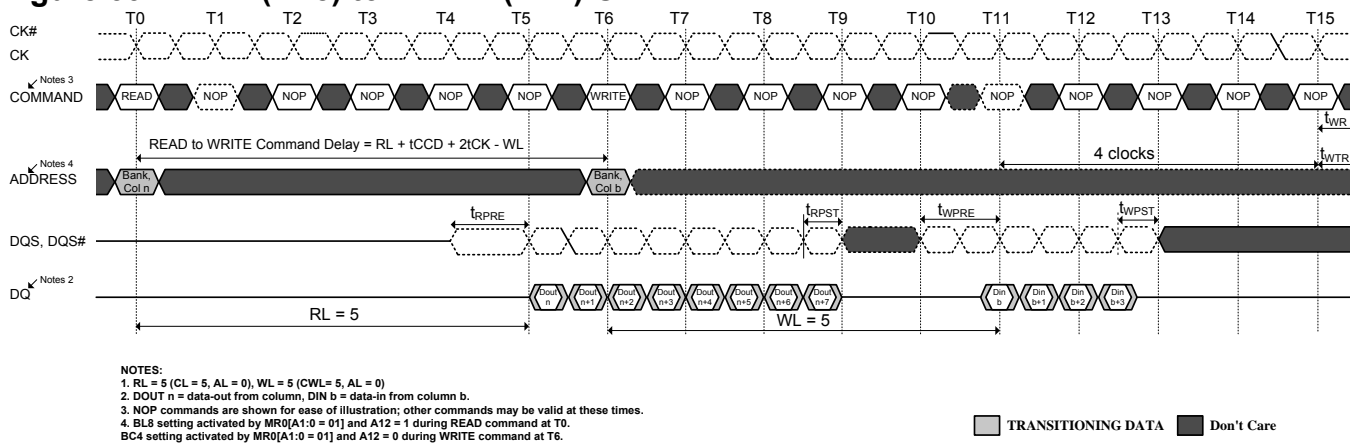 T0 T1 T2 T3 T4 T5 T6 T7 T8 T9 T10 T11 T12 T13 T14 T15
CK#
CK
Notes 3
COMMAND READ NOP NOP NOP NOP NOP WRITE NOP NOP NOP NOP NOP NOP NOP NOP NOP
tWR
READ to WRITE Command Delay = RL + tCCD + 2tCK - WL
4 clocks
tWTR
Notes 4
ADDRESS Bank, Col n Bank, Col b
tRPRE tRPST tWPRE tWPST
DQS, DQS#
Notes 2
DQ Dout n Dout n+1 Dout n+2 Dout n+3 Dout n+4 Dout n+5 Dout n+6 Dout n+7 Din b Din b+1 Din b+2 Din b+3
RL = 5 WL = 5
NOTES:
1. RL = 5 (CL = 5, AL = 0), WL = 5 (CWL= 5, AL = 0)
2. DOUT n = data-out from column, DIN b = data-in from column b.
3. NOP commands are shown for ease of illustration; other commands may be valid at these times.
4. BL8 setting activated by MR0[A1:0 = 01] and A12 = 1 during READ command at T0.
BC4 setting activated by MR0[A1:0 = 01] and A12 = 0 during WRITE command at T6.
TRANSITIONING DATA Don't Care